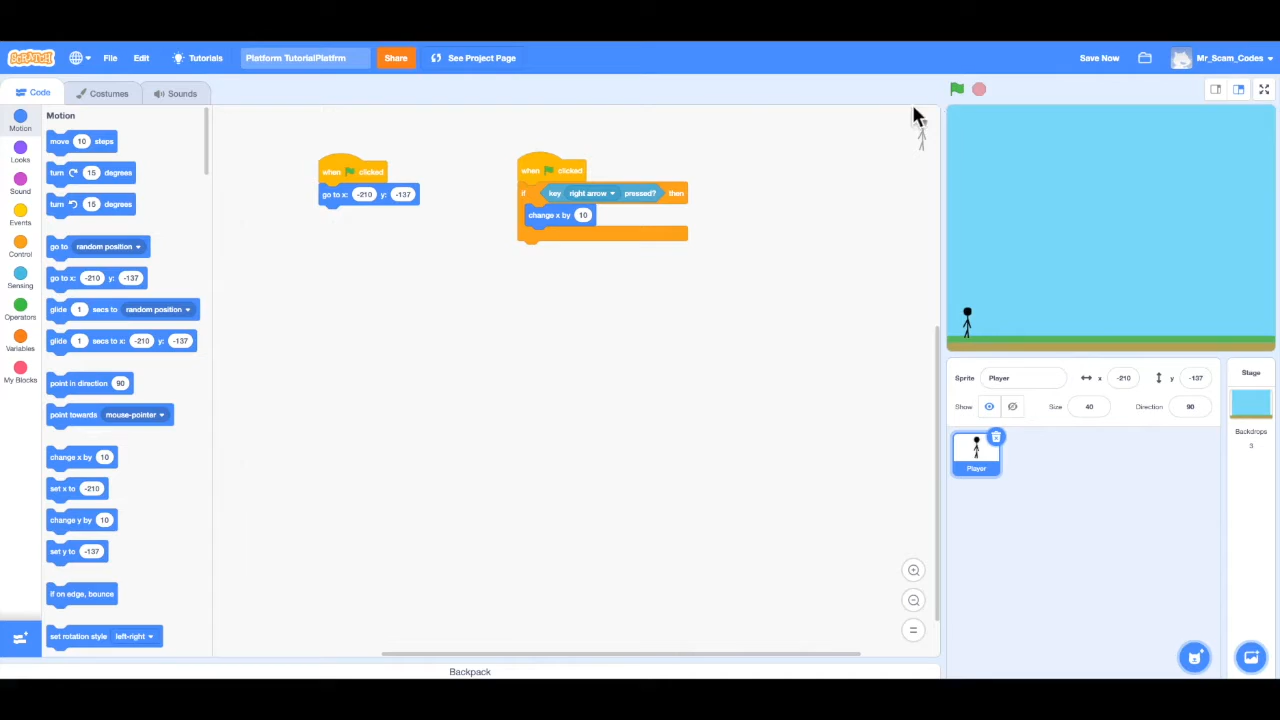 SCRATCH File Edit Tutorials Platform TutorialPlatfrm Share See Project Page Save Now Mr_Scam_Codes
Code Costumes Sounds
Motion
Looks
Sound
Events
Control
Sensing
Operators
Variables
My Blocks
Motion
move 10 steps
turn 15 degrees
turn 15 degrees
go to random position
go to x: -210 y: -137
glide 1 secs to random position
glide 1 secs to x: -210 y: -137
point in direction 90
point towards mouse-pointer
change x by 10
set x to -210
change y by 10
set y to -137
if on edge, bounce
set rotation style left-right
when clicked
go to x: -210 y: -137
when clicked
if key right arrow pressed? then
change x by 10
Sprite Player x -210 y -137
Show Size 40 Direction 90
Player
Stage
Backdrops
3
Backpack